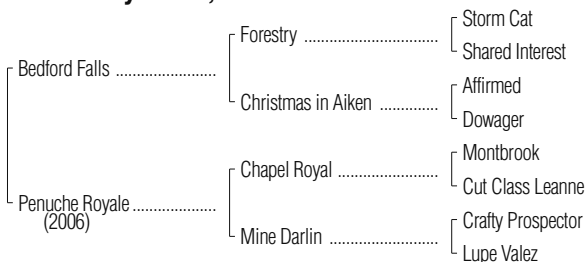 Storm Cat
Forestry
Shared Interest
Bedford Falls
Affirmed
Christmas in Aiken
Dowager
Montbrook
Chapel Royal
Cut Class Leanne
Penuche Royale
(2006)
Crafty Prospector
Mine Darlin
Lupe Valez